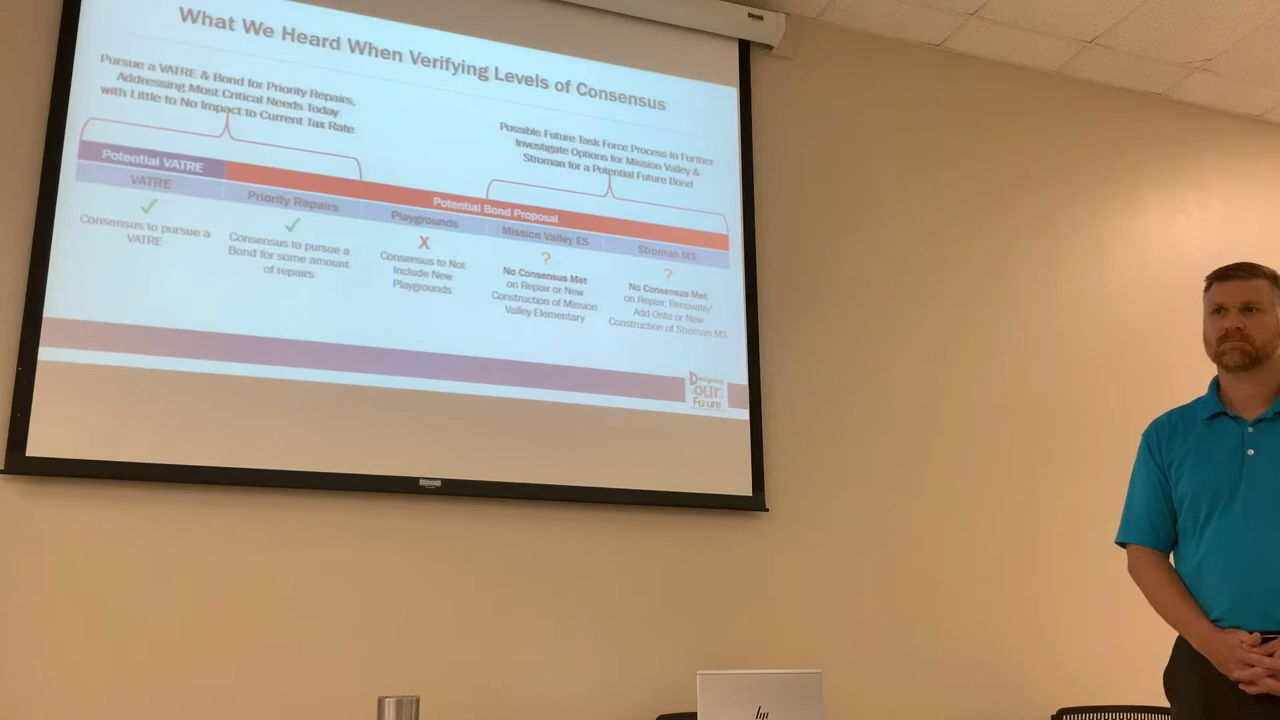 What We Heard When Verifying Levels of Consensus
Pursue a VATRE & Bond for Priority Repairs,
Addressing Most Critical Needs Today
with Little to No Impact to Current Tax Rate
Possible Future Task Force Process to Further
Investigate Options for Mission Valley &
Stroman for a Potential Future Bond
Potential VATRE
Potential Bond Proposal
VATRE
Consensus to pursue a
VATRE
Priority Repairs
Consensus to pursue a
Bond for some amount
of repairs
Playgrounds
X
Consensus to Not
Include New
Playgrounds
Mission Valley ES
?
No Consensus Met
on Repair or New
Construction of Mission
Valley Elementary
Stroman MS
?
No Consensus Met
on Repair, Renovate/
Add Onto or New
Construction of Stroman MS
Designing
our
Future
hp